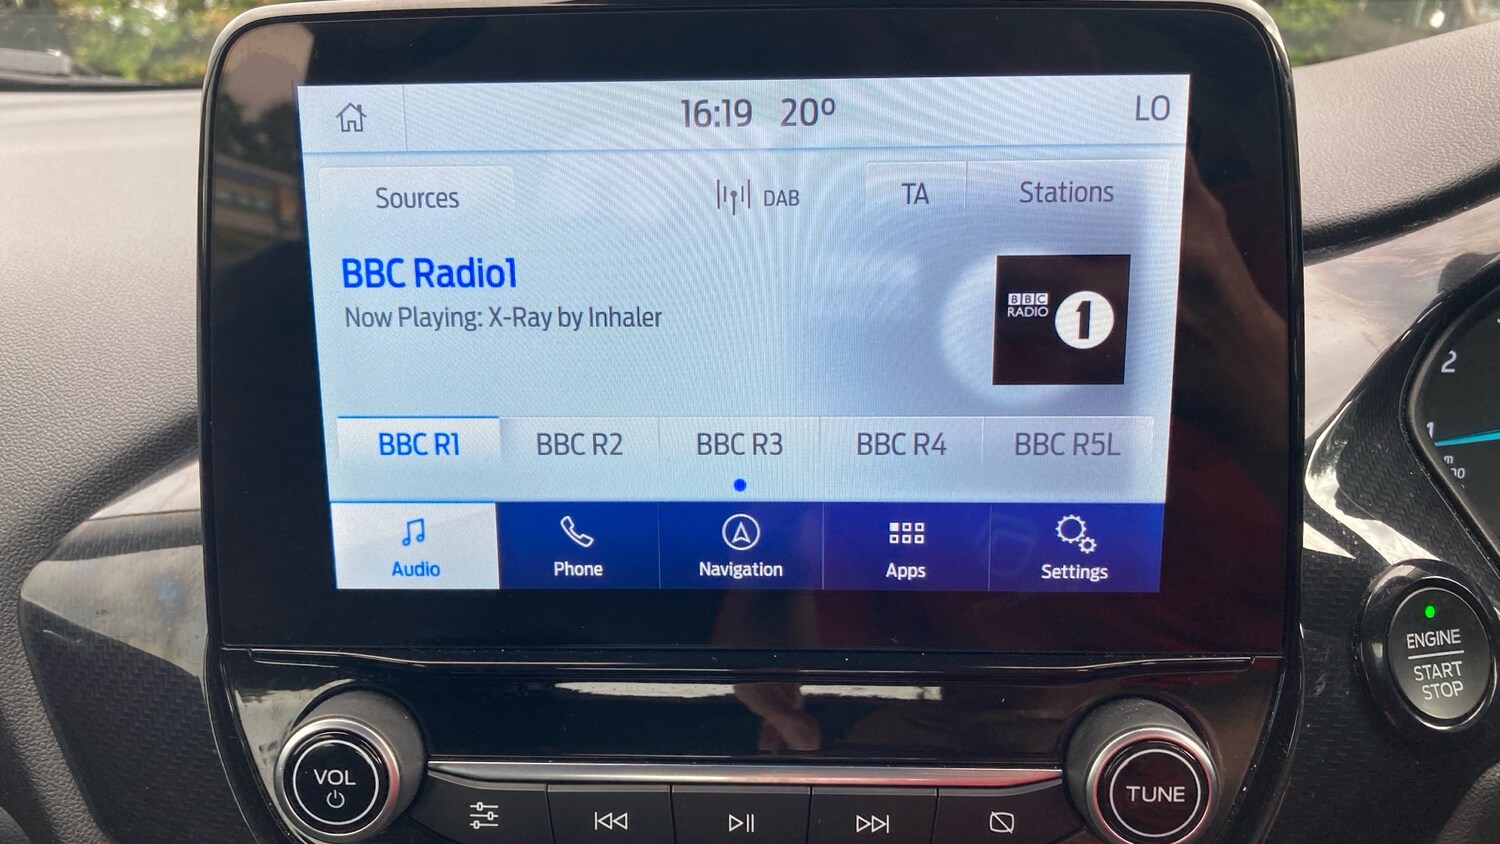 16:19 20° LO
Sources DAB TA Stations
BBC Radio1
Now Playing: X-Ray by Inhaler
BBC
RADIO 1
BBC R1 BBC R2 BBC R3 BBC R4 BBC R5L
Audio Phone Navigation Apps Settings
2
1
ENGINE
START
STOP
VOL
TUNE